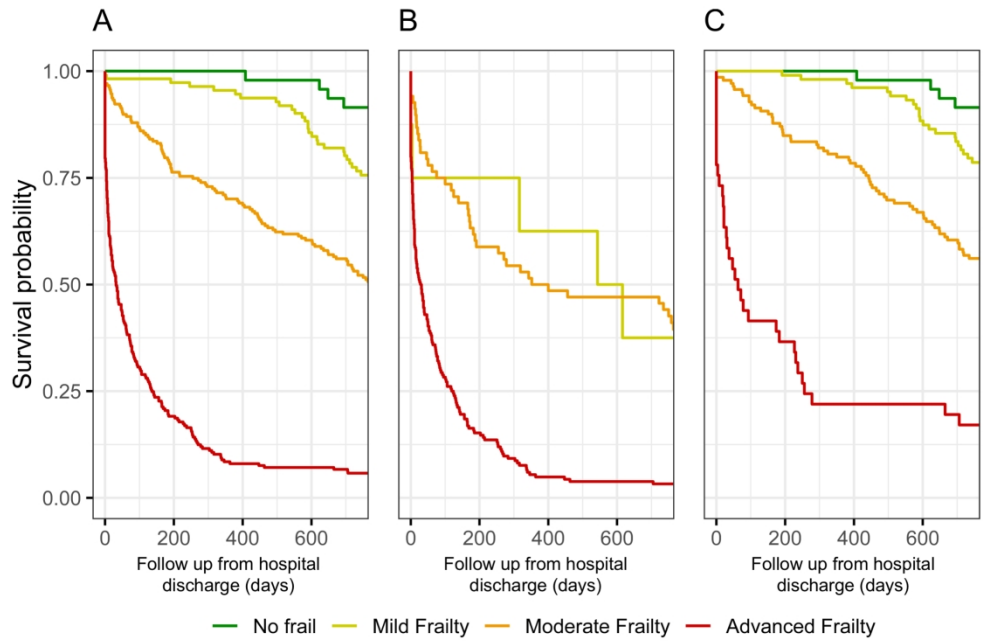 A B C
Survival probability
1.00
0.75
0.50
0.25
0.00
0 200 400 600 0 200 400 600 0 200 400 600
Follow up from hospital Follow up from hospital Follow up from hospital
discharge (days) discharge (days) discharge (days)
No frail Mild Frailty Moderate Frailty Advanced Frailty